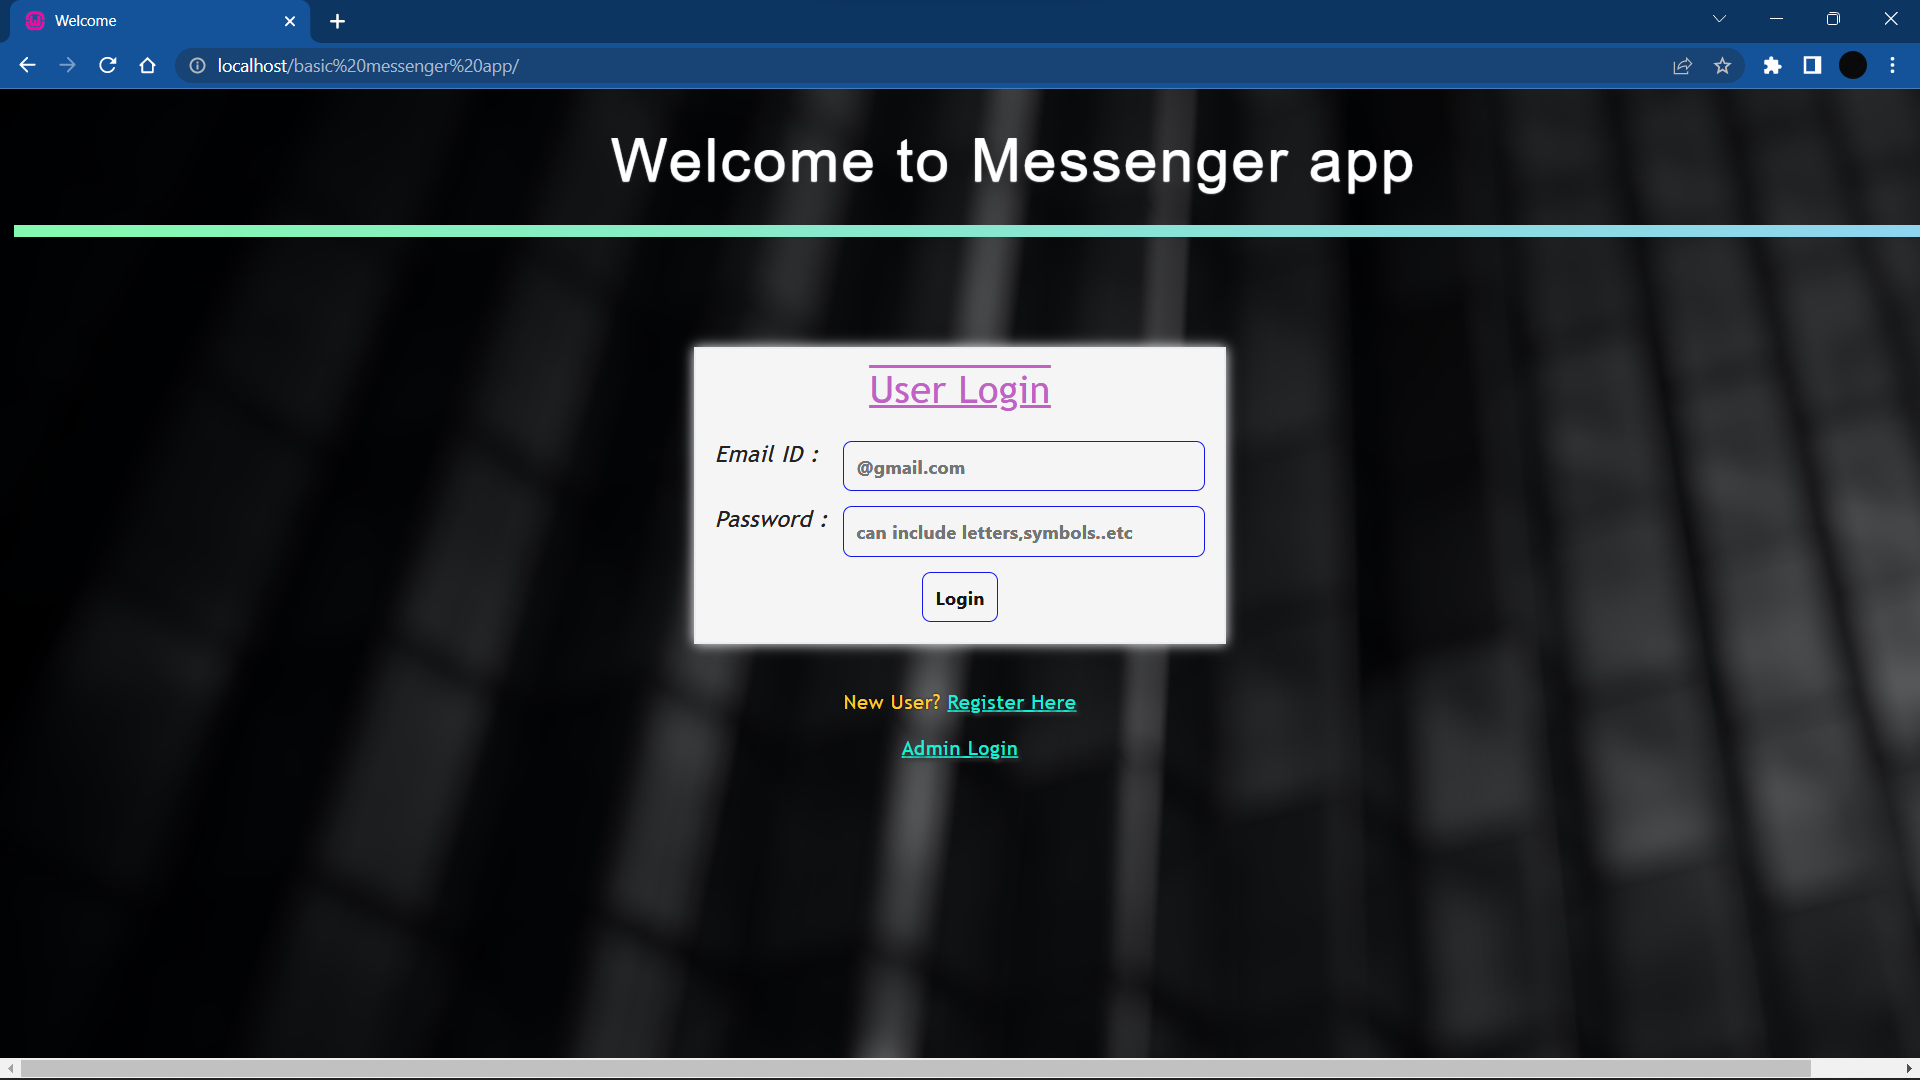 Welcome
localhost/basic%20messenger%20app/
Welcome to Messenger app
User Login
Email ID :
@gmail.com
Password :
can include letters,symbols..etc
Login
New User? Register Here
Admin Login